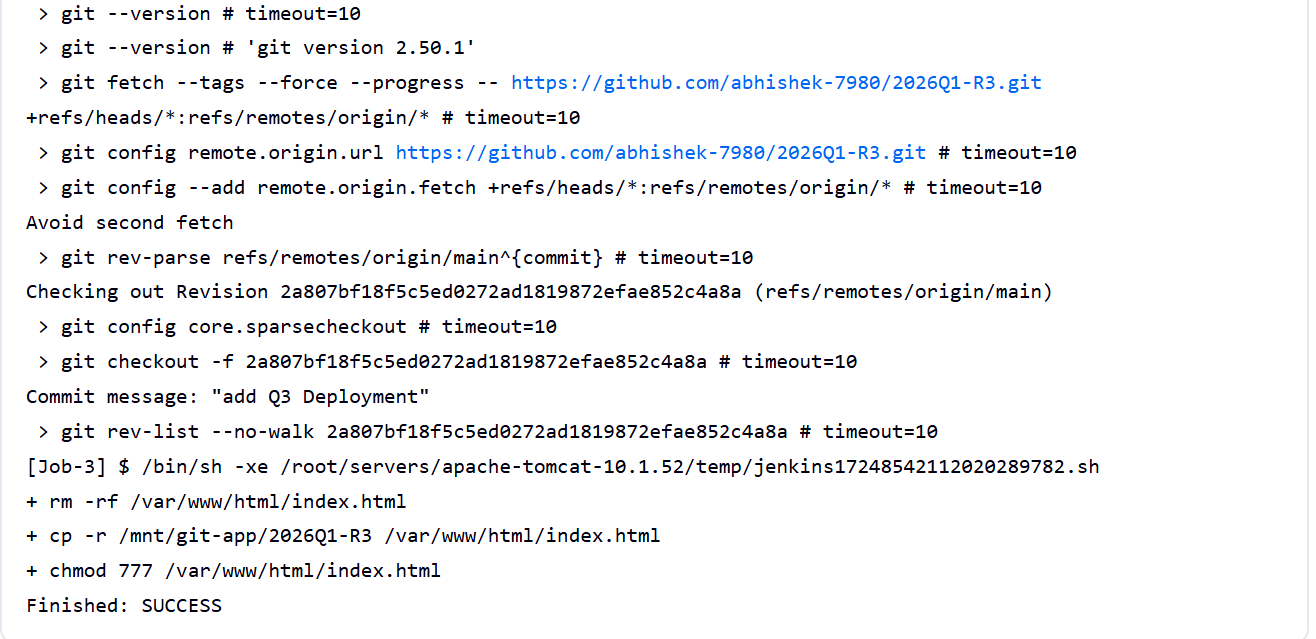 > git --version # timeout=10
> git --version # 'git version 2.50.1'
> git fetch --tags --force --progress -- https://github.com/abhishek-7980/2026Q1-R3.git
+refs/heads/*:refs/remotes/origin/* # timeout=10
> git config remote.origin.url https://github.com/abhishek-7980/2026Q1-R3.git # timeout=10
> git config --add remote.origin.fetch +refs/heads/*:refs/remotes/origin/* # timeout=10
Avoid second fetch
> git rev-parse refs/remotes/origin/main^{commit} # timeout=10
Checking out Revision 2a807bf18f5c5ed0272ad1819872efae852c4a8a (refs/remotes/origin/main)
> git config core.sparsecheckout # timeout=10
> git checkout -f 2a807bf18f5c5ed0272ad1819872efae852c4a8a # timeout=10
Commit message: "add Q3 Deployment"
> git rev-list --no-walk 2a807bf18f5c5ed0272ad1819872efae852c4a8a # timeout=10
[Job-3] $ /bin/sh -xe /root/servers/apache-tomcat-10.1.52/temp/jenkins17248542112020289782.sh
+ rm -rf /var/www/html/index.html
+ cp -r /mnt/git-app/2026Q1-R3 /var/www/html/index.html
+ chmod 777 /var/www/html/index.html
Finished: SUCCESS